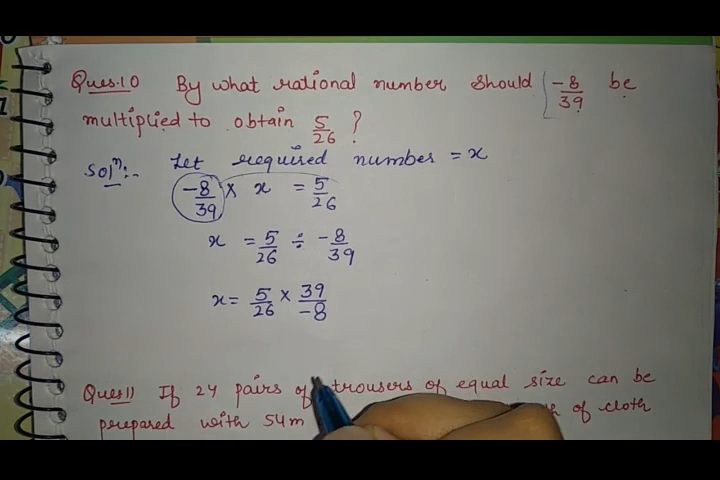 Ques:10 By what rational number should -8/39 be
multiplied to obtain 5/26 ?
Solⁿ:- Let required number = x
-8/39 × x = 5/26
x = 5/26 ÷ -8/39
x = 5/26 × 39/-8
Ques11 If 24 pairs of trousers of equal size can be
prepared with 54m of cloth